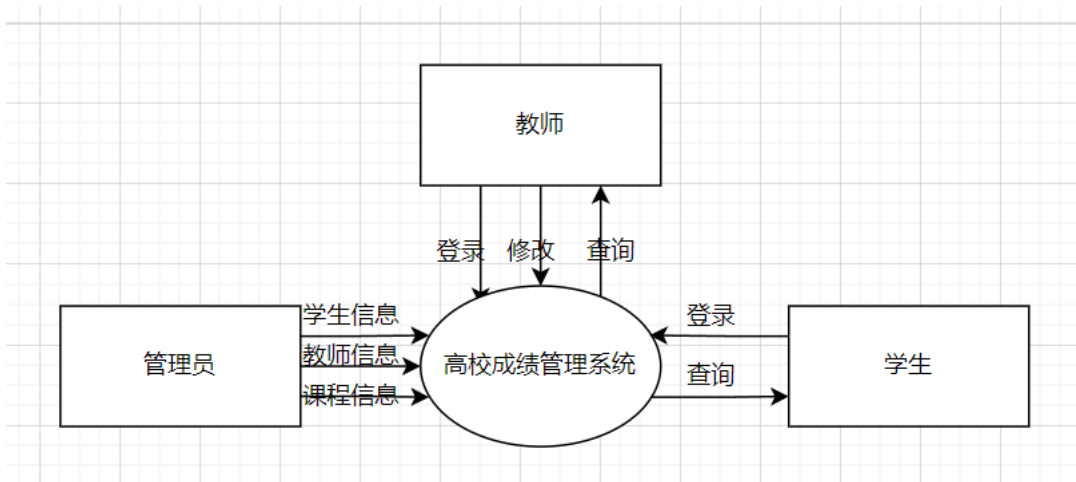 教师
登录
修改
查询
学生信息
教师信息
课程信息
管理员
高校成绩管理系统
登录
查询
学生